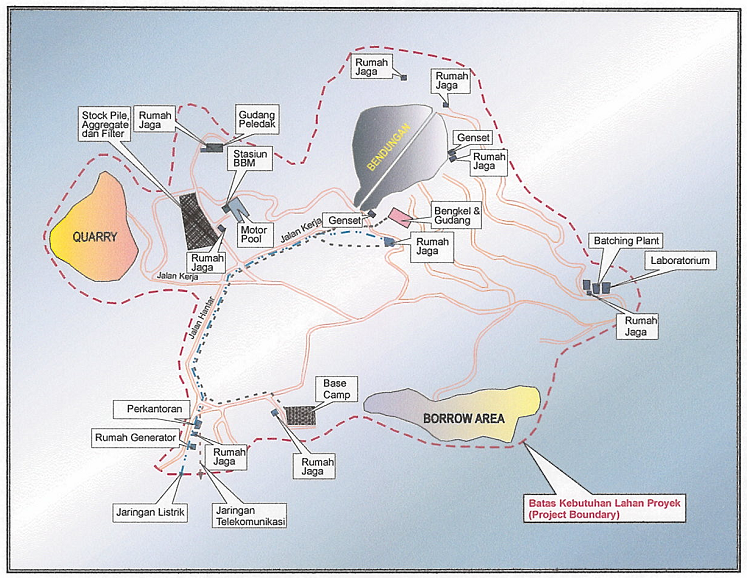 Rumah
Jaga
Rumah
Jaga
Stock Pile,
Aggregate
dan Filter
Rumah
Jaga
Gudang
Peledak
Stasiun
BBM
BENDUNGAN
Genset
Rumah
Jaga
QUARRY
Motor
Pool
Rumah
Jaga
Genset
Bengkel &
Gudang
Rumah
Jaga
Jalan Kerja
Jalan Kerja
Jalan Hantar
Batching Plant
Laboratorium
Rumah
Jaga
Base
Camp
Perkantoran
Rumah Generator
Rumah
Jaga
Rumah
Jaga
BORROW AREA
Jaringan Listrik
Jaringan
Telekomunikasi
Batas Kebutuhan Lahan Proyek
(Project Boundary)